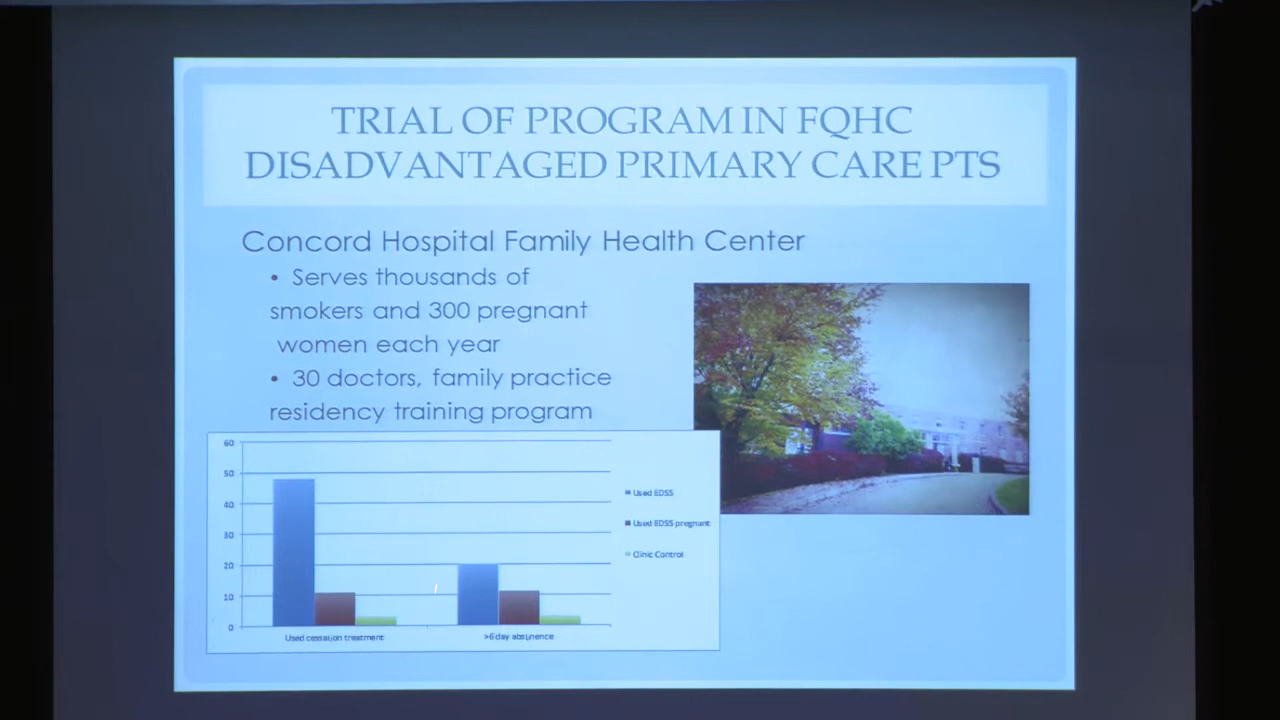 TRIAL OF PROGRAM IN FQHC
DISADVANTAGED PRIMARY CARE PTS
Concord Hospital Family Health Center
• Serves thousands of
smokers and 300 pregnant
women each year
• 30 doctors, family practice
residency training program
60
50
40
30
20
10
0
Used cessation treatment
>6 day abstinence
Used EDSS
Used EDSS pregnant
Clinic Control